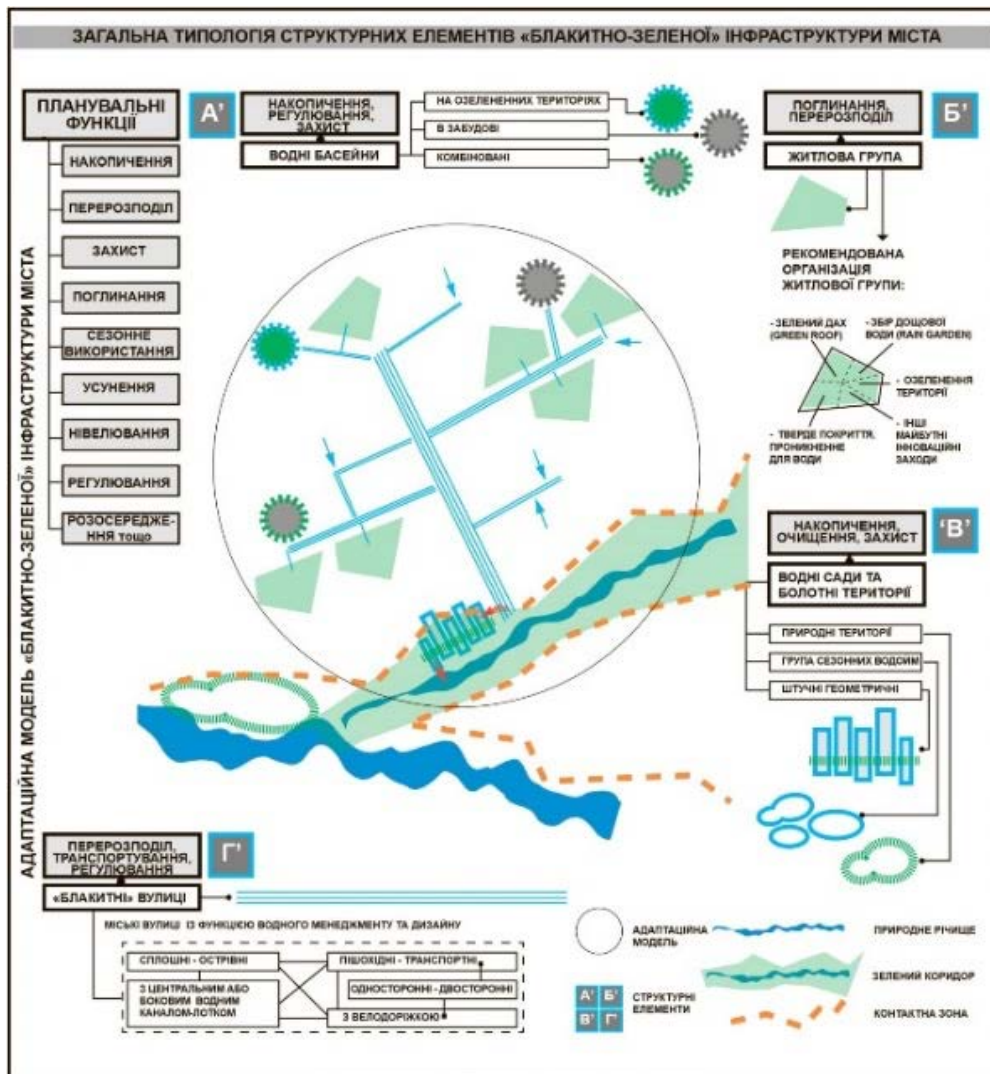 ЗАГАЛЬНА ТИПОЛОГІЯ СТРУКТУРНИХ ЕЛЕМЕНТІВ «БЛАКИТНО-ЗЕЛЕНОЇ» ІНФРАСТРУКТУРИ МІСТА
АДАПТАЦІЙНА МОДЕЛЬ «БЛАКИТНО-ЗЕЛЕНОЇ» ІНФРАСТРУКТУРИ МІСТА
ПЛАНУВАЛЬНІ
ФУНКЦІЇ
НАКОПИЧЕННЯ
ПЕРЕРОЗПОДІЛ
ЗАХИСТ
ПОГЛИНАННЯ
СЕЗОННЕ
ВИКОРИСТАННЯ
УСУНЕННЯ
НІВЕЛЮВАННЯ
РЕГУЛЮВАННЯ
РОЗОСЕРЕДЖЕ-
ННЯ тощо
А'
НАКОПИЧЕННЯ,
РЕГУЛЮВАННЯ,
ЗАХИСТ
ВОДНІ БАСЕЙНИ
НА ОЗЕЛЕНЕННИХ ТЕРИТОРІЯХ
В ЗАБУДОВІ
КОМБІНОВАНІ
ПОГЛИНАННЯ,
ПЕРЕРОЗПОДІЛ
Б'
ЖИТЛОВА ГРУПА
РЕКОМЕНДОВАНА
ОРГАНІЗАЦІЯ
ЖИТЛОВОЇ ГРУПИ:
- ЗЕЛЕНИЙ ДАХ
(GREEN ROOF)
- ЗБІР ДОЩОВОЇ
ВОДИ (RAIN GARDEN)
- ОЗЕЛЕНЕННЯ
ТЕРИТОРІЇ
- ТВЕРДЕ ПОКРИТТЯ,
ПРОНИКНЕННЕ
ДЛЯ ВОДИ
- ІНШІ
МАЙБУТНІ
ІННОВАЦІЙНІ
ЗАХОДИ
НАКОПИЧЕННЯ,
ОЧИЩЕННЯ, ЗАХИСТ
'В'
ВОДНІ САДИ ТА
БОЛОТНІ ТЕРИТОРІЇ
ПРИРОДНІ ТЕРИТОРІЇ
ГРУПА СЕЗОННИХ ВОДОИМ
ШТУЧНІ ГЕОМЕТРИЧНІ
ПЕРЕРОЗПОДІЛ,
ТРАНСПОРТУВАННЯ,
РЕГУЛЮВАННЯ
Г'
«БЛАКИТНІ» ВУЛИЦІ
МІСЬКІ ВУЛИЦІ ІЗ ФУНКЦІЄЮ ВОДНОГО МЕНЕДЖМЕНТУ ТА ДИЗАЙНУ
СПЛОШНІ - ОСТРІВНІ
З ЦЕНТРАЛЬНИМ АБО
БОКОВИМ ВОДНИМ
КАНАЛОМ-ЛОТКОМ
ПІШОХІДНІ - ТРАНСПОРТНІ
ОДНОСТОРОННІ - ДВОСТОРОННІ
З ВЕЛОДОРІЖКОЮ
АДАПТАЦІЙНА
МОДЕЛЬ
А' Б'
В' Г'
СТРУКТУРНІ
ЕЛЕМЕНТИ
ПРИРОДНЕ РІЧИЩЕ
ЗЕЛЕНИЙ КОРИДОР
КОНТАКТНА ЗОНА